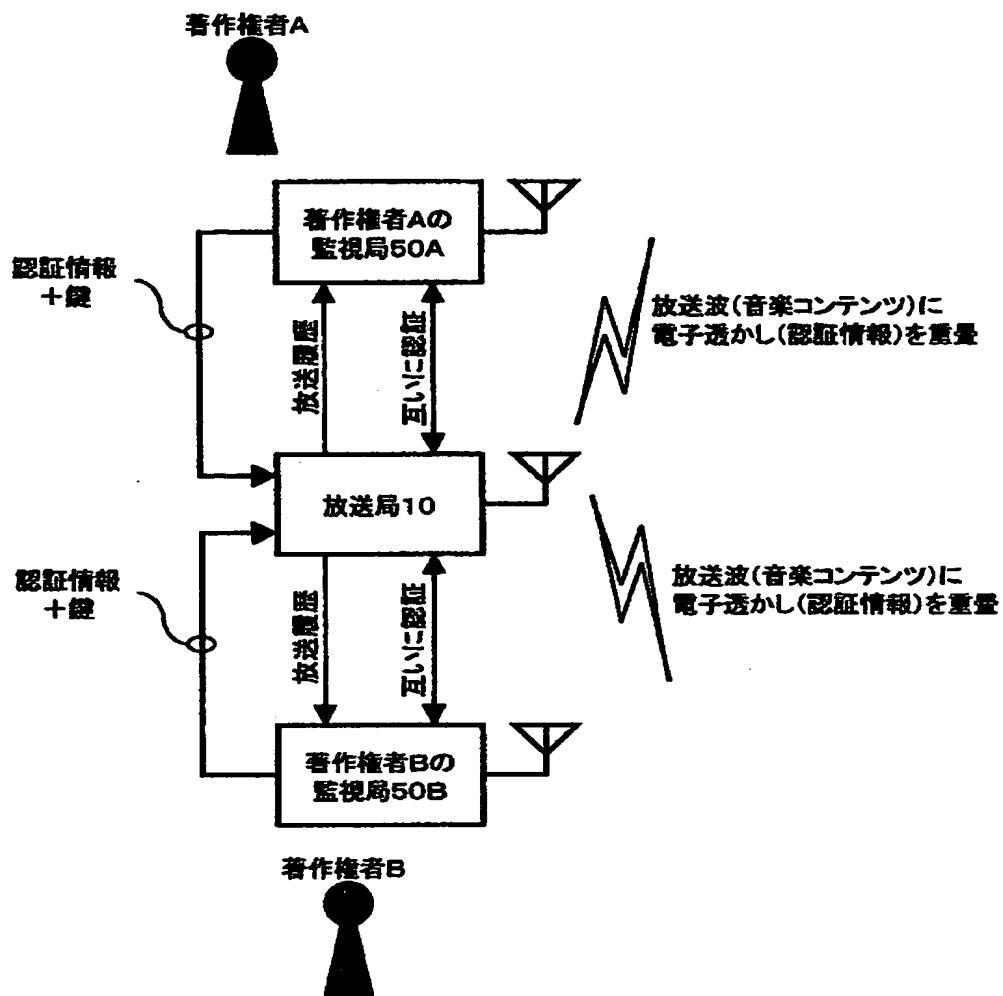 著作権者A
著作権者Aの
監視局50A
認証情報
+鍵
放送履歴
互いに認証
放送波(音楽コンテンツ)に
電子透かし(認証情報)を重畳
放送局10
認証情報
+鍵
放送履歴
互いに認証
放送波(音楽コンテンツ)に
電子透かし(認証情報)を重畳
著作権者Bの
監視局50B
著作権者B